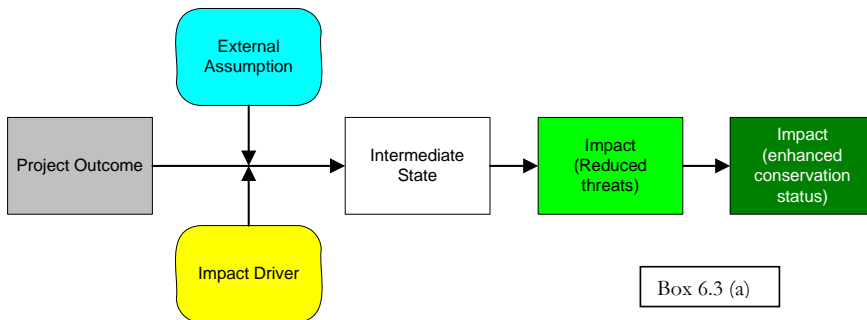 External
Assumption
Project Outcome
Intermediate
State
Impact
(Reduced
threats)
Impact
(enhanced
conservation
status)
Impact Driver
Box 6.3 (a)